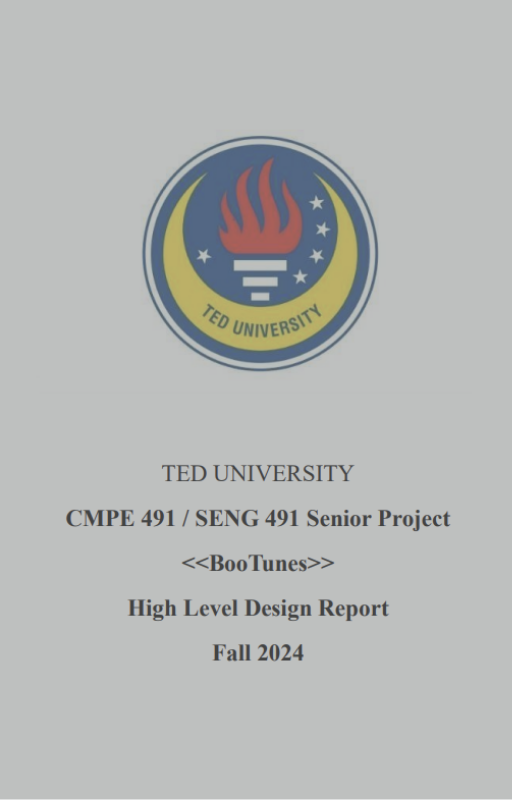 TED UNIVERSITY
TED UNIVERSITY
CMPE 491 / SENG 491 Senior Project
<<BooTunes>>
High Level Design Report
Fall 2024